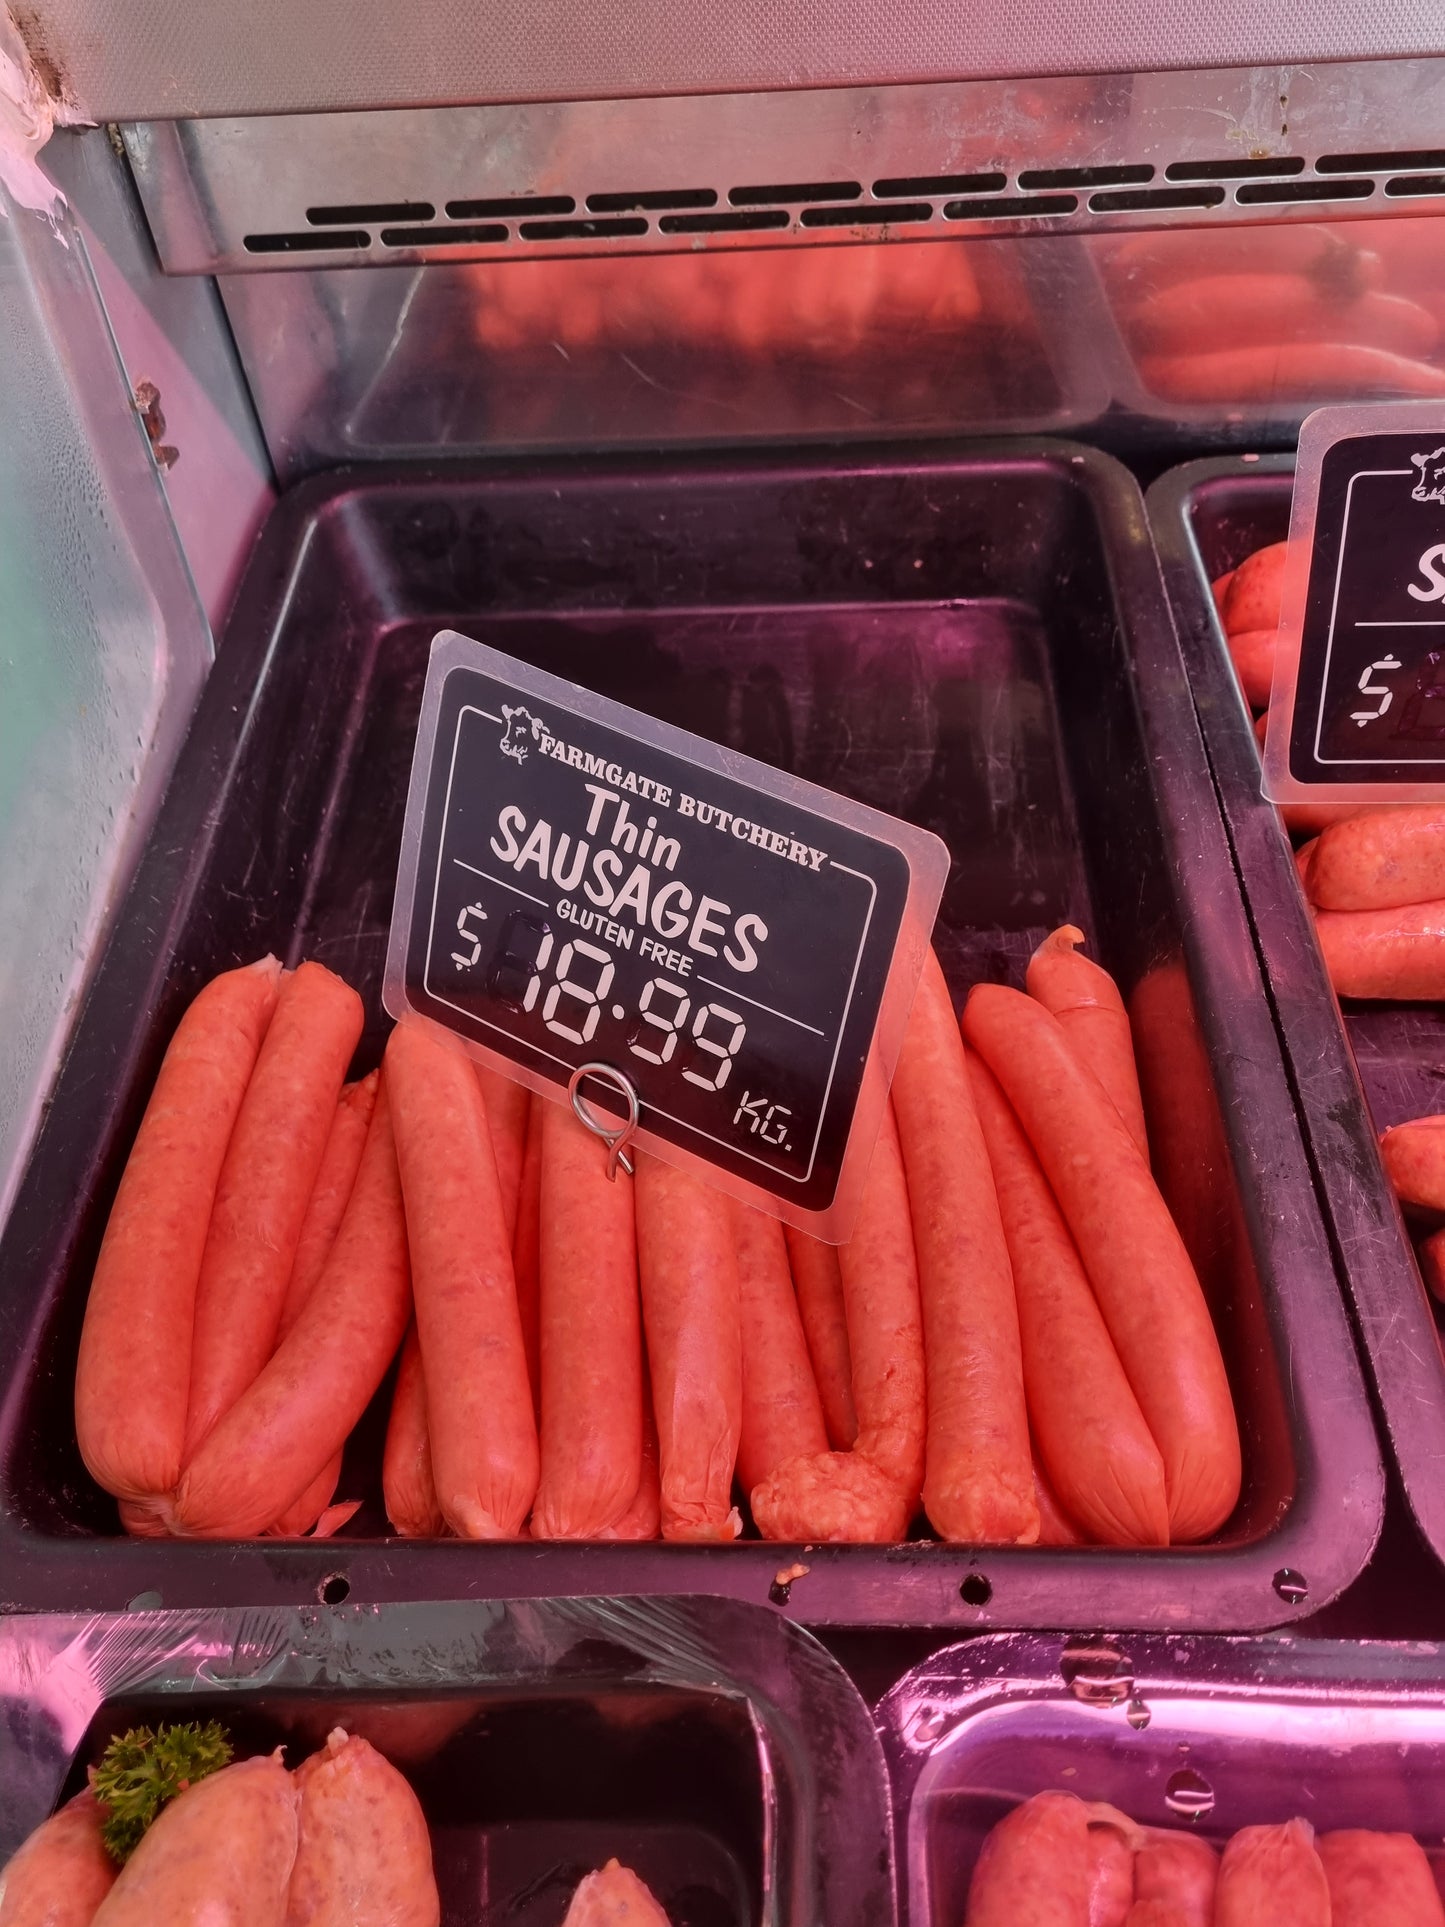 FARMGATE BUTCHERY
Thin
SAUSAGES
GLUTEN FREE
$ 18.99
KG.
S
$